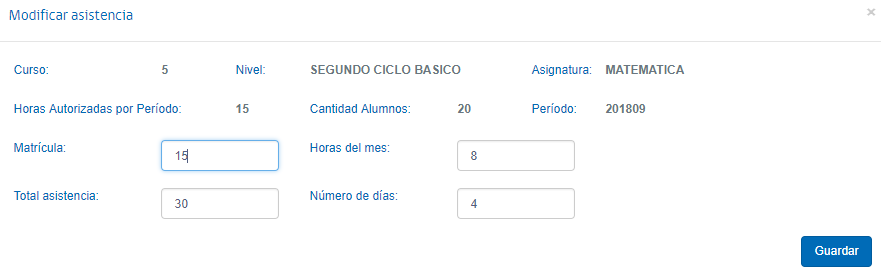 Modificar asistencia ×
Curso: 5 Nivel: SEGUNDO CICLO BASICO Asignatura: MATEMATICA
Horas Autorizadas por Período: 15 Cantidad Alumnos: 20 Período: 201809
Matrícula: 15 Horas del mes: 8
Total asistencia: 30 Número de días: 4
Guardar